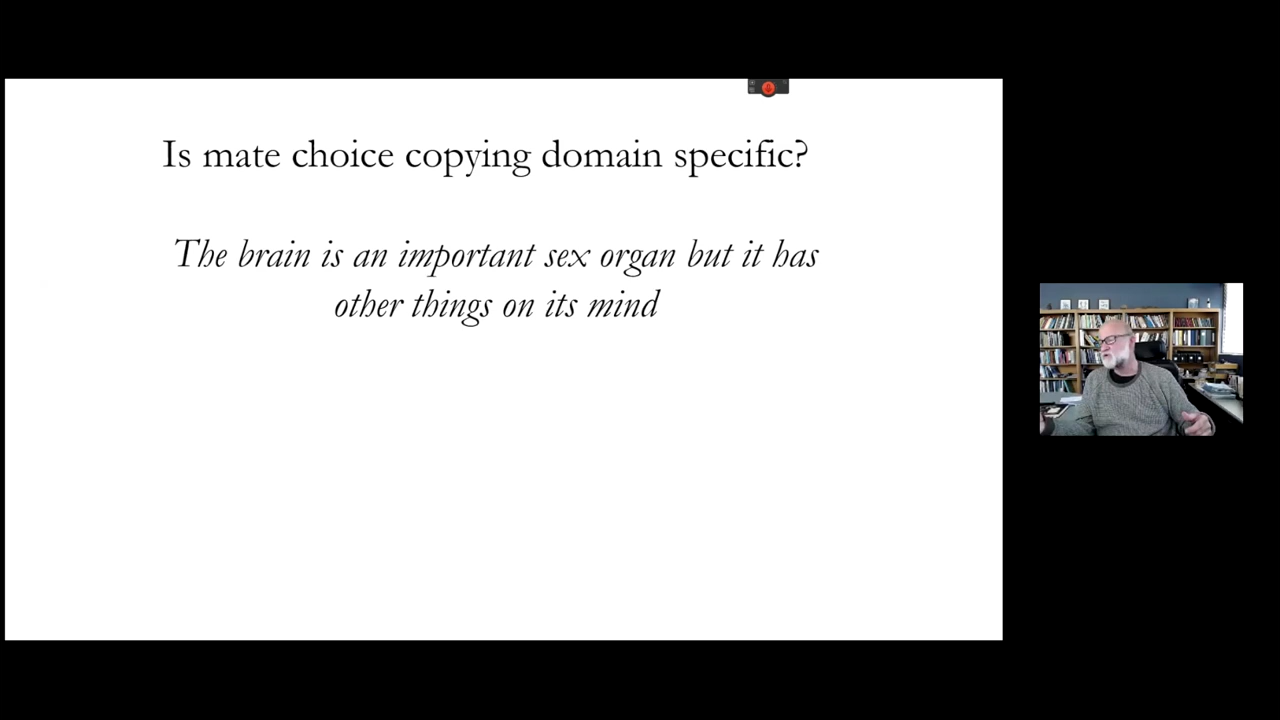 Is mate choice copying domain specific?
The brain is an important sex organ but it has
other things on its mind